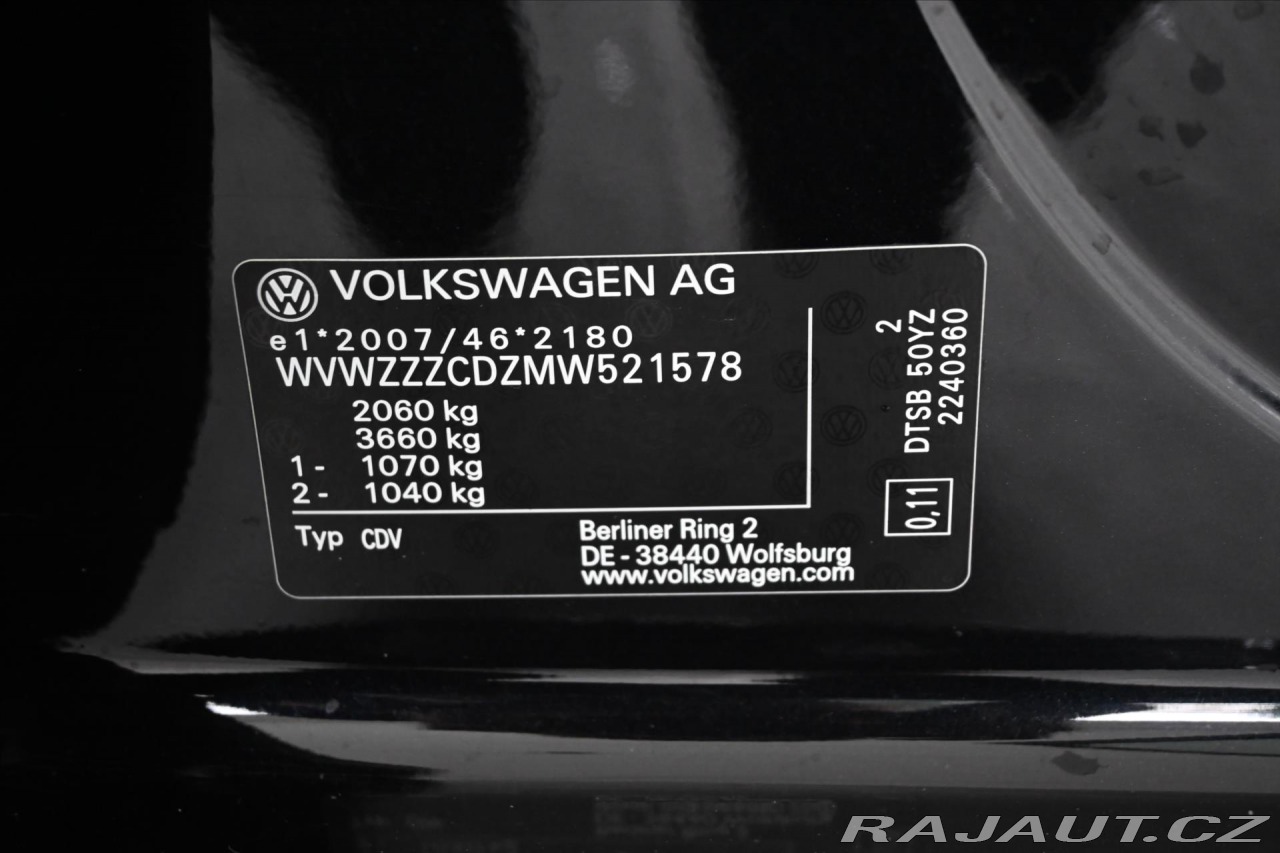 VOLKSWAGEN AG
e1*2007/46*2180
WVWZZZCDZMW521578
2060 kg
3660 kg
1 - 1070 kg
2 - 1040 kg
Typ CDV
Berliner Ring 2
DE - 38440 Wolfsburg
www.volkswagen.com
2
DTSB 50YZ
2240360
0,11
RAJAUT.CZ